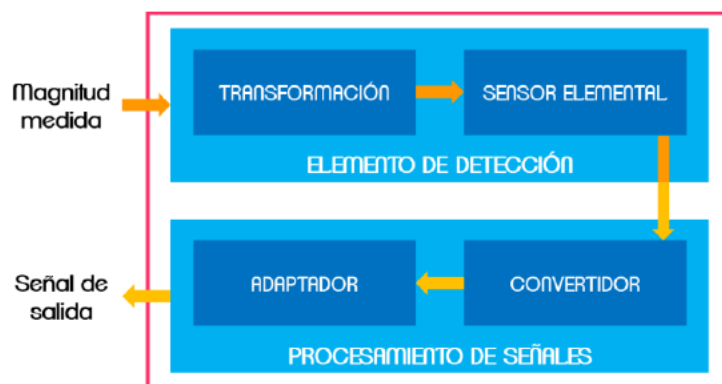 Magnitud
medida
TRANSFORMACIÓN
SENSOR ELEMENTAL
ELEMENTO DE DETECCIÓN
Señal de
salida
ADAPTADOR
CONVERTIDOR
PROCESAMIENTO DE SEÑALES